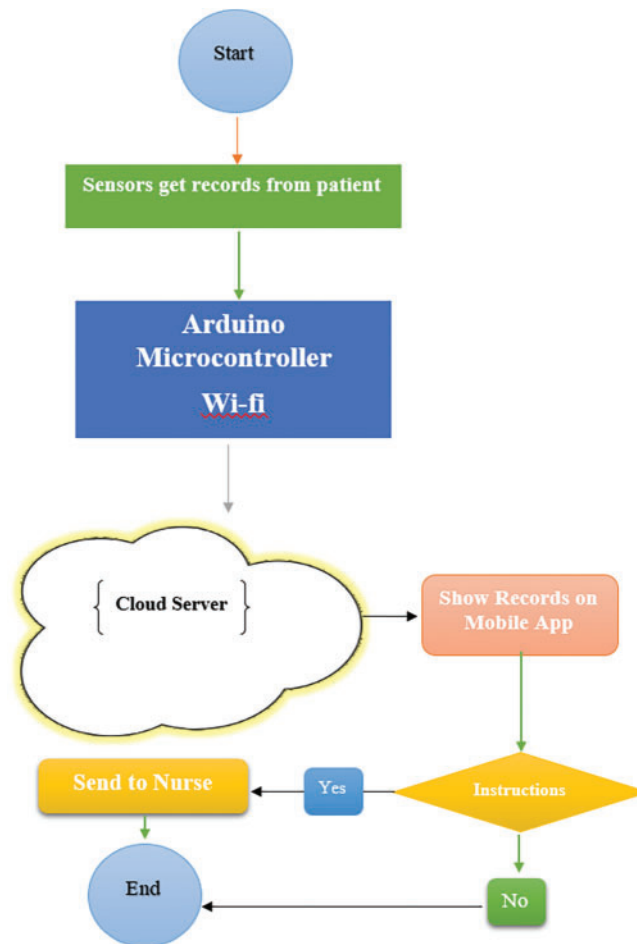 Start
Sensors get records from patient
Arduino
Microcontroller
Wi-fi
{ Cloud Server }
Show Records on
Mobile App
Instructions
Yes
Send to Nurse
No
End